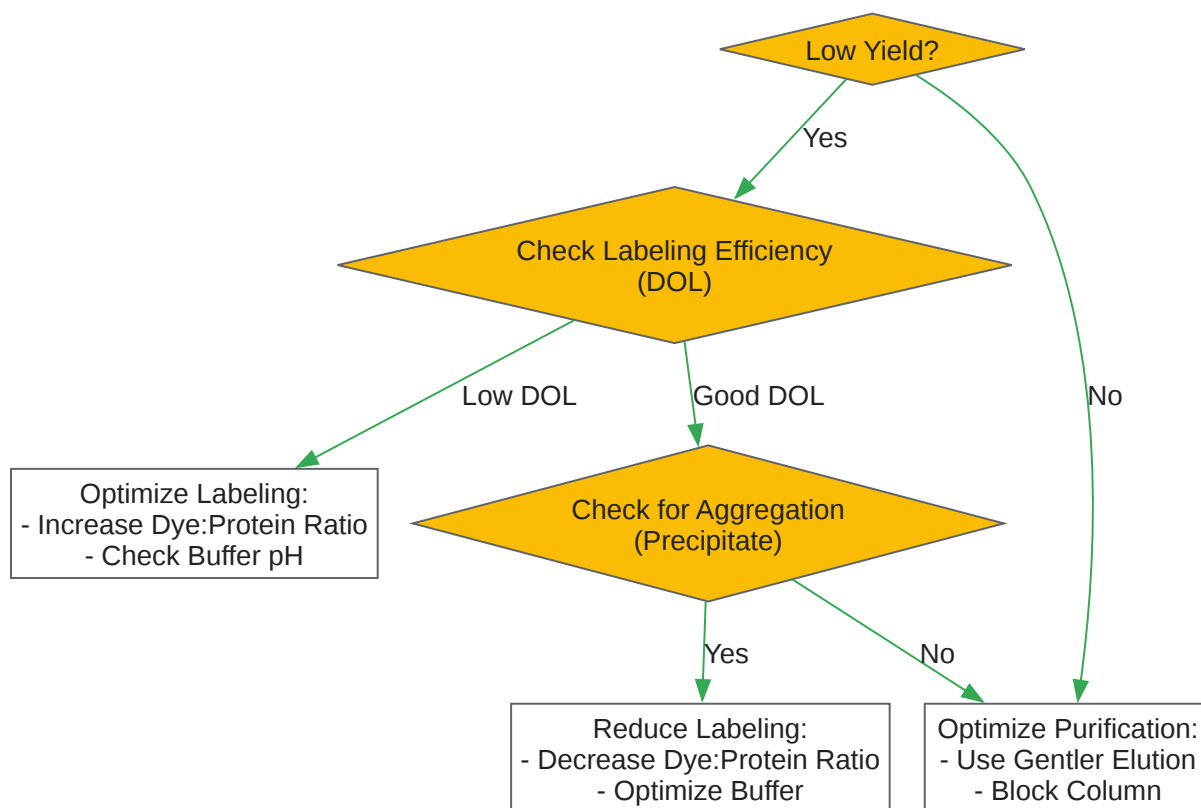 Low Yield?
Yes
Check Labeling Efficiency
(DOL)
Low DOL
Good DOL
No
Optimize Labeling:
- Increase Dye:Protein Ratio
- Check Buffer pH
Check for Aggregation
(Precipitate)
Yes
No
Reduce Labeling:
- Decrease Dye:Protein Ratio
- Optimize Buffer
Optimize Purification:
- Use Gentler Elution
- Block Column